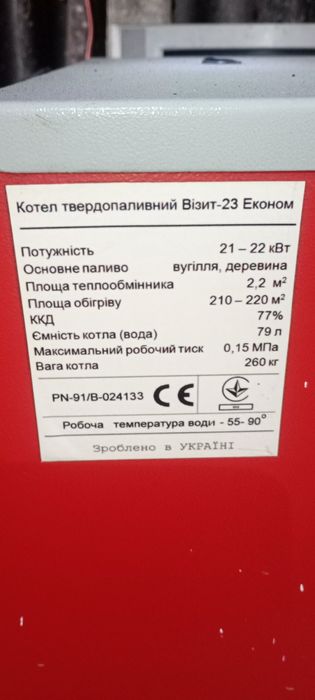 Котел твердопаливний Візит-23 Економ
Потужність 21 – 22 кВт
Основне паливо вугілля, деревина
Площа теплообмінника 2,2 м²
Площа обігріву 210 – 220 м²
ККД 77%
Ємність котла (вода) 79 л
Максимальний робочий тиск 0,15 МПа
Вага котла 260 кг
PN-91/B-024133 CE
Робоча температура води - 55- 90°
Зроблено в УКРАЇНІ